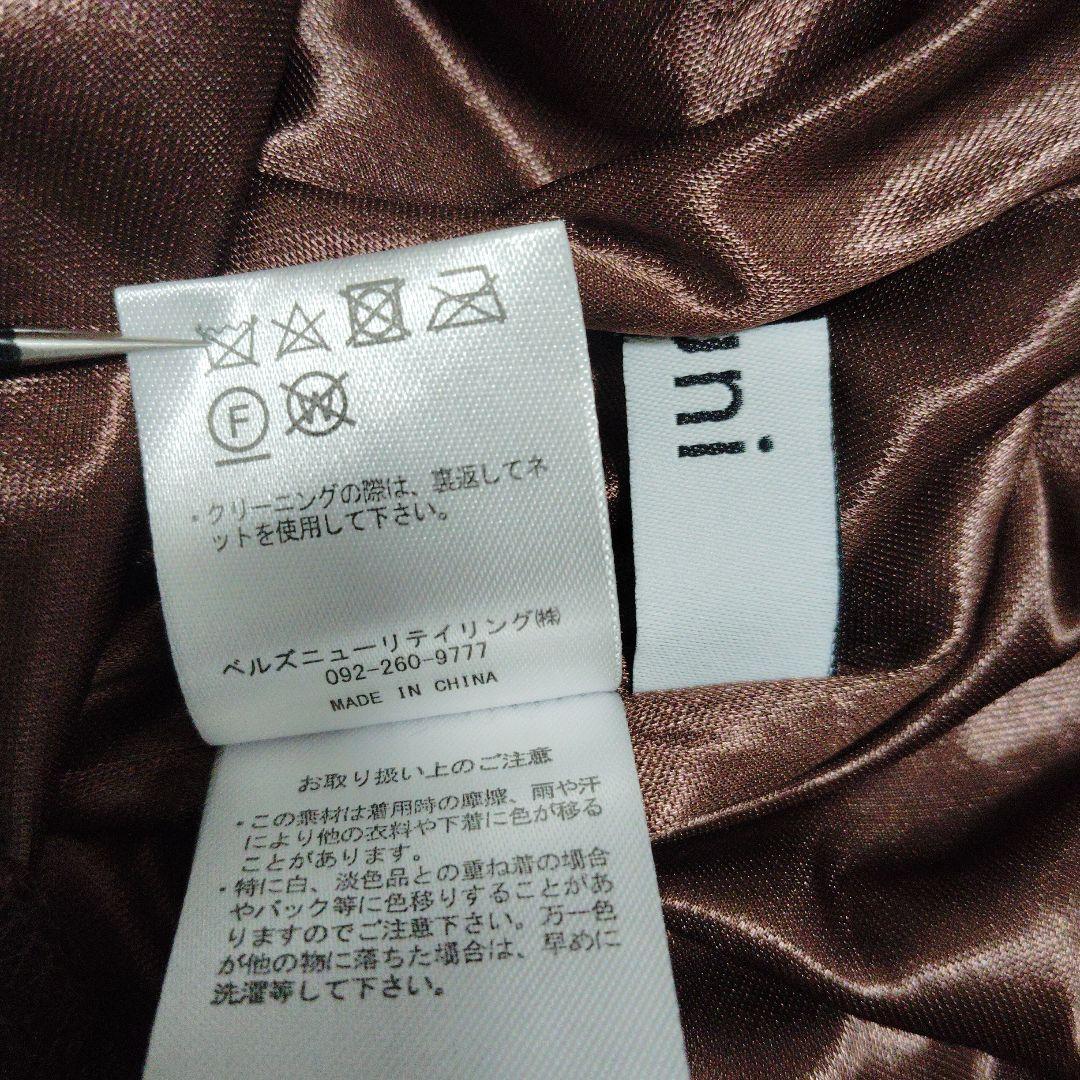 F W
・クリーニングの際は、裏返してネ
ットを使用して下さい。
ベルズニューリテイリング㈱
092-260-9777
MADE IN CHINA
お取り扱い上のご注意
・この素材は着用時の摩擦、雨や汗
により他の衣料や下着に色が移る
ことがあります。
・特に白、淡色品との重ね着の場合
やバック等に色移りすることがあ
りますのでご注意下さい。万一色
が他の物に落ちた場合は、早めに
洗濯等して下さい。
uni